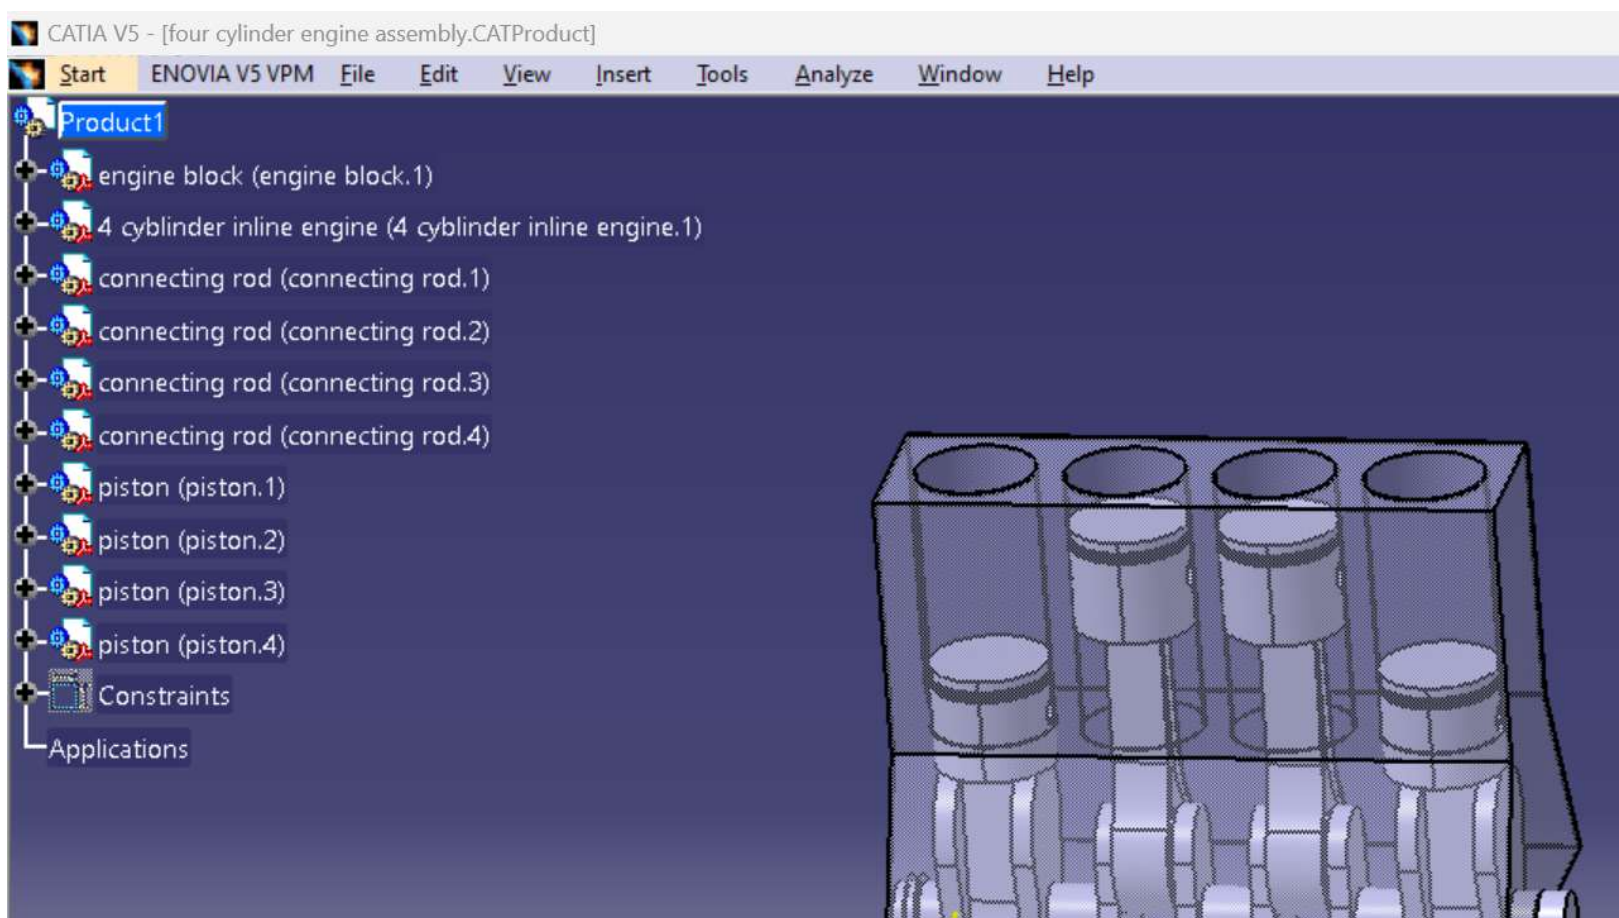 CATIA V5 - [four cylinder engine assembly.CATProduct]
Start ENOVIA V5 VPM File Edit View Insert Tools Analyze Window Help
Product1
engine block (engine block.1)
4 cyblinder inline engine (4 cyblinder inline engine.1)
connecting rod (connecting rod.1)
connecting rod (connecting rod.2)
connecting rod (connecting rod.3)
connecting rod (connecting rod.4)
piston (piston.1)
piston (piston.2)
piston (piston.3)
piston (piston.4)
Constraints
Applications